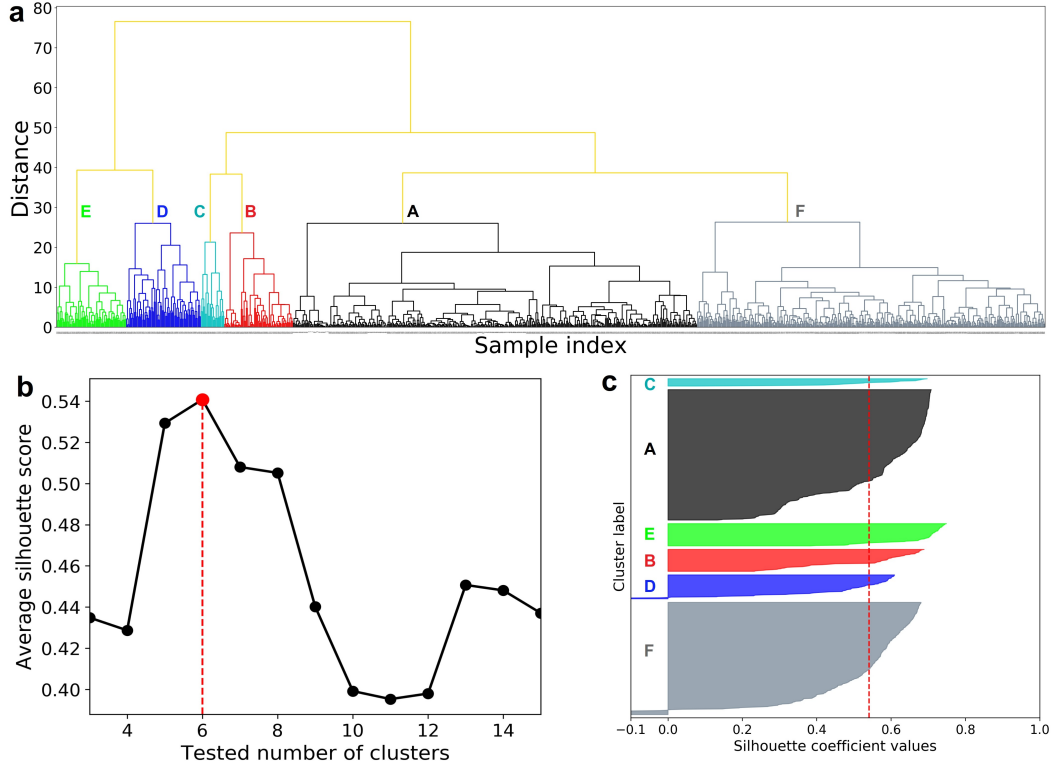 a
80
70
60
50
40
30
20
10
0
Distance
E
D
C
B
A
F
Sample index
b
0.54
0.52
0.50
0.48
0.46
0.44
0.42
0.40
Average silhouette score
4 6 8 10 12 14
Tested number of clusters
c
C
A
E
B
D
F
Cluster label
−0.1 0.0 0.2 0.4 0.6 0.8 1.0
Silhouette coefficient values